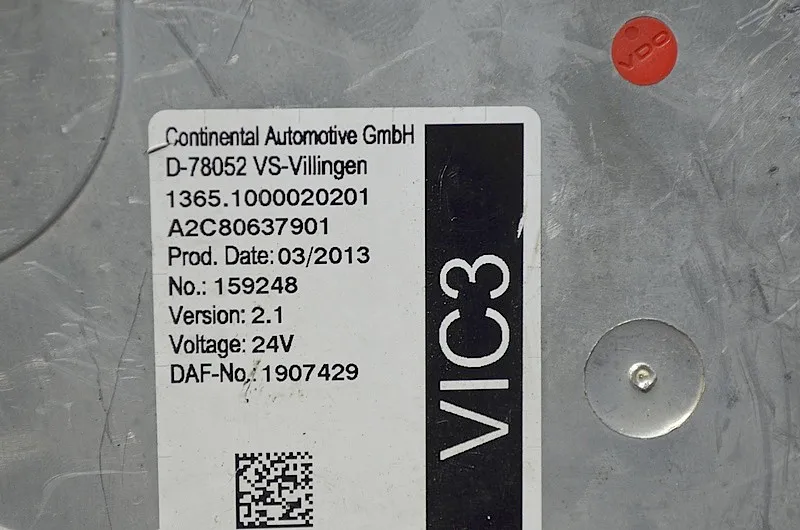 VDO
Continental Automotive GmbH
D-78052 VS-Villingen
1365.1000020201
A2C80637901
Prod. Date: 03/2013
No.: 159248
Version: 2.1
Voltage: 24V
DAF-No.: 1907429
VIC3